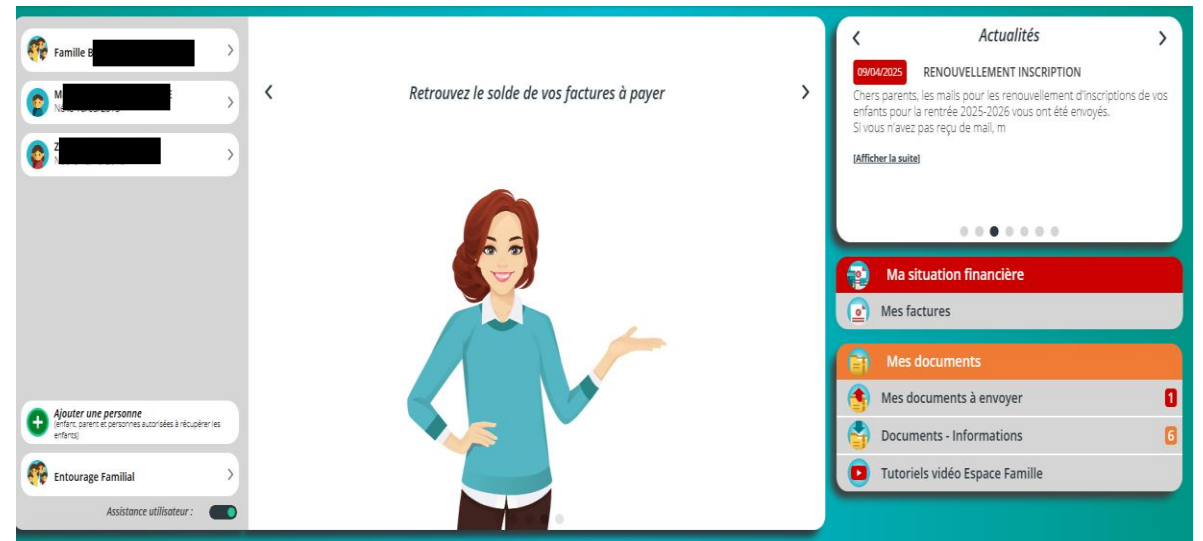 Famille B
Ajouter une personne
(enfant, parent et personnes autorisées à récupérer les
enfants)
Entourage Familial
Assistance utilisateur :
Retrouvez le solde de vos factures à payer
Actualités
09/04/2025 RENOUVELLEMENT INSCRIPTION
Chers parents, les mails pour les renouvellement d'inscriptions de vos
enfants pour la rentrée 2025-2026 vous ont été envoyés.
Si vous n'avez pas reçu de mail, m
[Afficher la suite]
Ma situation financière
Mes factures
Mes documents
Mes documents à envoyer 1
Documents - Informations 6
Tutoriels vidéo Espace Famille